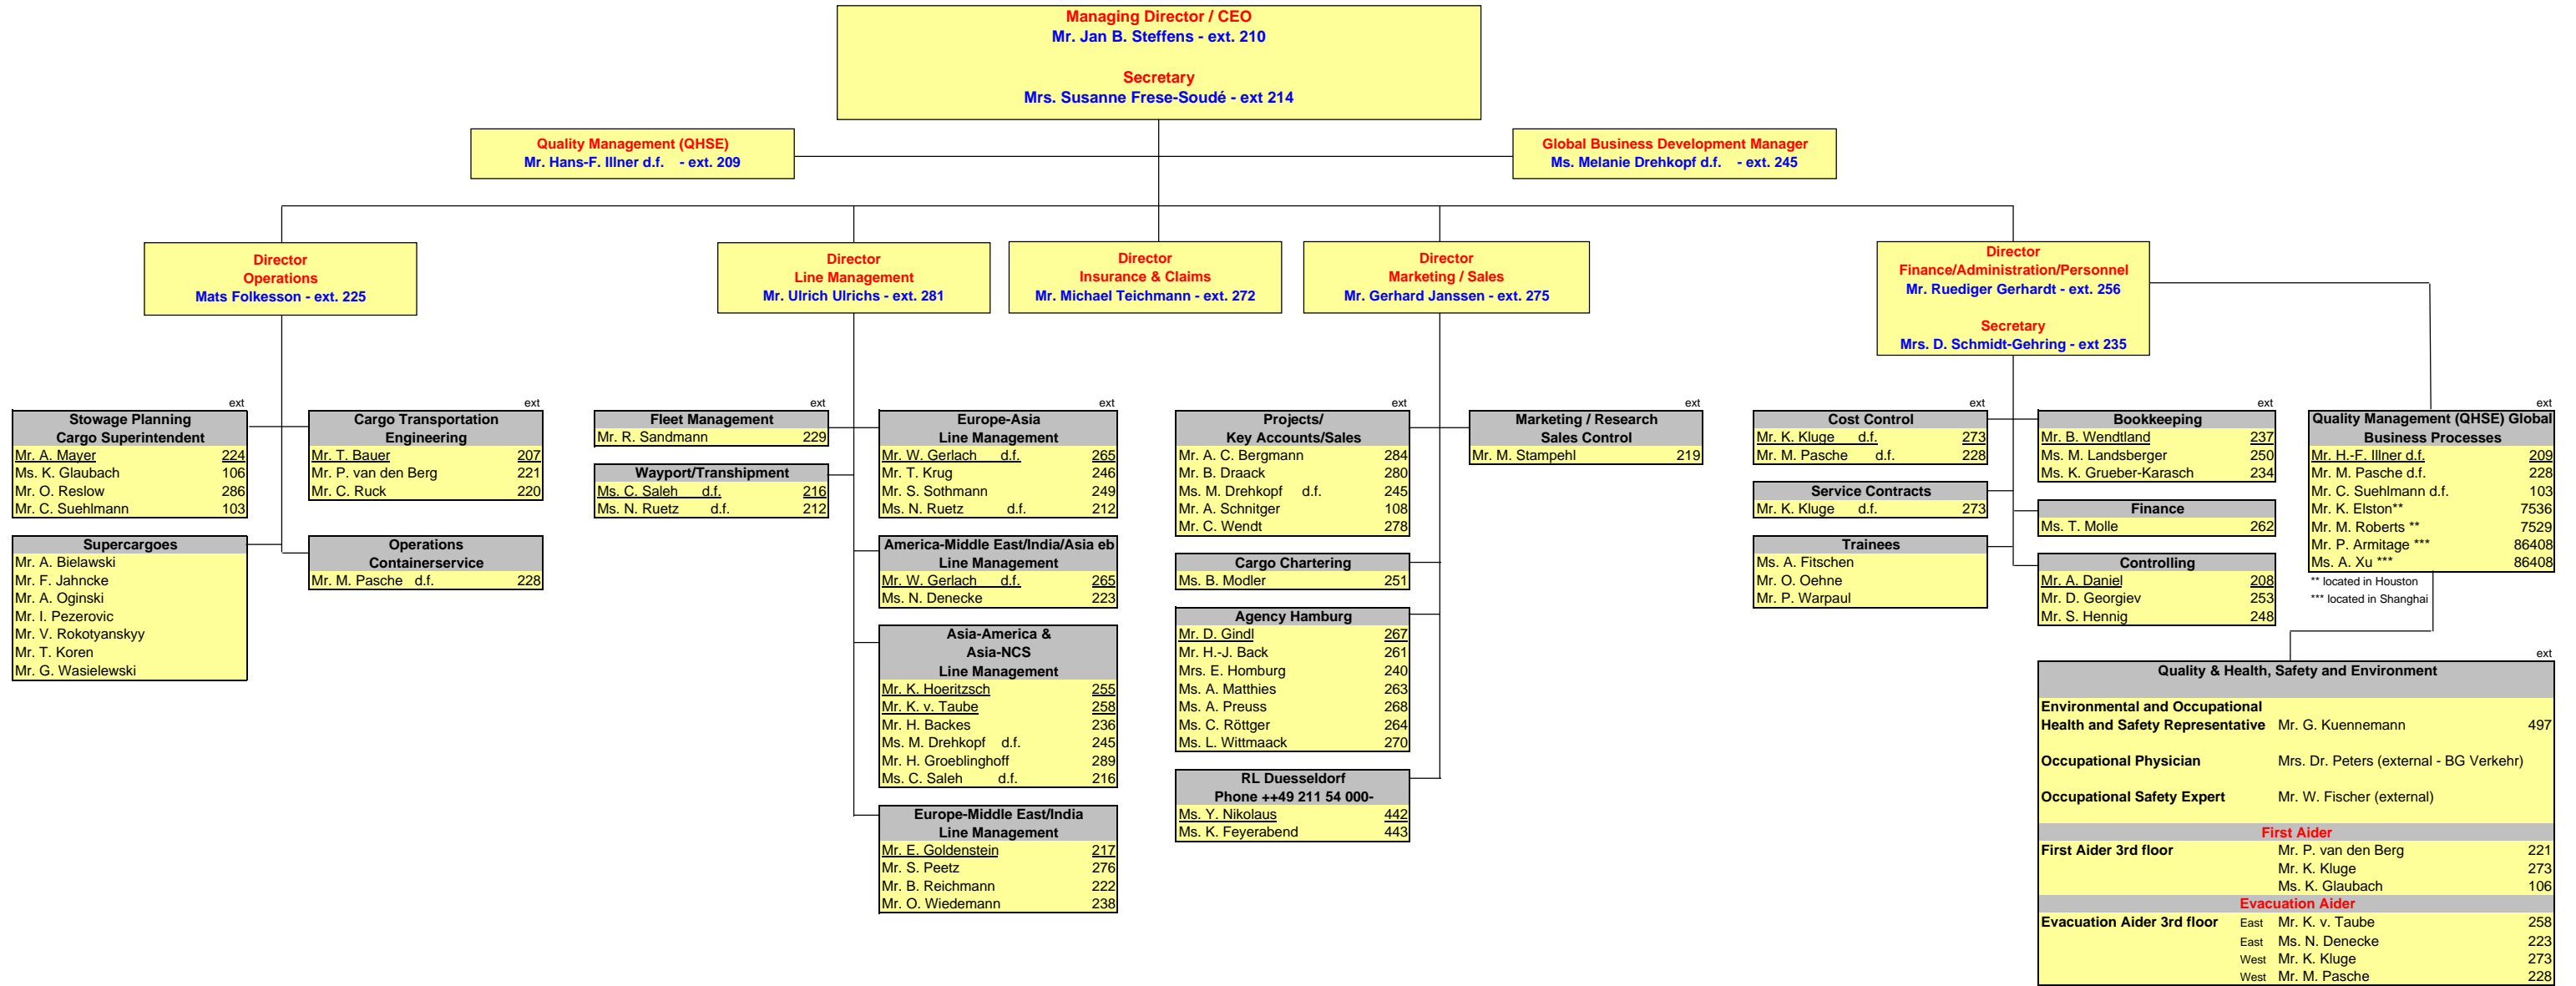 Managing Director / CEO
Mr. Jan B. Steffens - ext. 210
Secretary
Mrs. Susanne Frese-Soudé - ext 214
Quality Management (QHSE)
Mr. Hans-F. Illner d.f. - ext. 209
Global Business Development Manager
Ms. Melanie Drehkopf d.f. - ext. 245
Director
Operations
Mats Folkesson - ext. 225
Director
Line Management
Mr. Ulrich Ulrichs - ext. 281
Director
Insurance & Claims
Mr. Michael Teichmann - ext. 272
Director
Marketing / Sales
Mr. Gerhard Janssen - ext. 275
Director
Finance/Administration/Personnel
Mr. Ruediger Gerhardt - ext. 256
Secretary
Mrs. D. Schmidt-Gehring - ext 235
ext
Stowage Planning
Cargo Superintendent
Mr. A. Mayer 224
Ms. K. Glaubach 106
Mr. O. Reslow 286
Mr. C. Suehlmann 103
Supercargoes
Mr. A. Bielawski
Mr. F. Jahncke
Mr. A. Oginski
Mr. I. Pezerovic
Mr. V. Rokotyanskyy
Mr. T. Koren
Mr. G. Wasielewski
ext
Cargo Transportation
Engineering
Mr. T. Bauer 207
Mr. P. van den Berg 221
Mr. C. Ruck 220
Operations
Containerservice
Mr. M. Pasche d.f. 228
ext
Fleet Management
Mr. R. Sandmann 229
Wayport/Transhipment
Ms. C. Saleh d.f. 216
Ms. N. Ruetz d.f. 212
ext
Europe-Asia
Line Management
Mr. W. Gerlach d.f. 265
Mr. T. Krug 246
Mr. S. Sothmann 249
Ms. N. Ruetz d.f. 212
America-Middle East/India/Asia eb
Line Management
Mr. W. Gerlach d.f. 265
Ms. N. Denecke 223
Asia-America &
Asia-NCS
Line Management
Mr. K. Hoeritzsch 255
Mr. K. v. Taube 258
Mr. H. Backes 236
Ms. M. Drehkopf d.f. 245
Mr. H. Groeblinghoff 289
Ms. C. Saleh d.f. 216
Europe-Middle East/India
Line Management
Mr. E. Goldenstein 217
Mr. S. Peetz 276
Mr. B. Reichmann 222
Mr. O. Wiedemann 238
ext
Projects/
Key Accounts/Sales
Mr. A. C. Bergmann 284
Mr. B. Draack 280
Ms. M. Drehkopf d.f. 245
Mr. A. Schnitger 108
Mr. C. Wendt 278
Cargo Chartering
Ms. B. Modler 251
Agency Hamburg
Mr. D. Gindl 267
Mr. H.-J. Back 261
Mrs. E. Homburg 240
Ms. A. Matthies 263
Ms. A. Preuss 268
Ms. C. Röttger 264
Ms. L. Wittmaack 270
RL Duesseldorf
Phone ++49 211 54 000-
Ms. Y. Nikolaus 442
Ms. K. Feyerabend 443
ext
Marketing / Research
Sales Control
Mr. M. Stampehl 219
ext
Cost Control
Mr. K. Kluge d.f. 273
Mr. M. Pasche d.f. 228
Service Contracts
Mr. K. Kluge d.f. 273
Trainees
Ms. A. Fitschen
Mr. O. Oehne
Mr. P. Warpaul
ext
Bookkeeping
Mr. B. Wendtland 237
Ms. M. Landsberger 250
Ms. K. Grueber-Karasch 234
Finance
Ms. T. Molle 262
Controlling
Mr. A. Daniel 208
Mr. D. Georgiev 253
Mr. S. Hennig 248
ext
Quality Management (QHSE) Global
Business Processes
Mr. H.-F. Illner d.f. 209
Mr. M. Pasche d.f. 228
Mr. C. Suehlmann d.f. 103
Mr. K. Elston** 7536
Mr. M. Roberts ** 7529
Mr. P. Armitage *** 86408
Ms. A. Xu *** 86408
** located in Houston
*** located in Shanghai
ext
Quality & Health, Safety and Environment
Environmental and Occupational
Health and Safety Representative Mr. G. Kuennemann 497
Occupational Physician Mrs. Dr. Peters (external - BG Verkehr)
Occupational Safety Expert Mr. W. Fischer (external)
First Aider
First Aider 3rd floor Mr. P. van den Berg 221
Mr. K. Kluge 273
Ms. K. Glaubach 106
Evacuation Aider
Evacuation Aider 3rd floor East Mr. K. v. Taube 258
East Ms. N. Denecke 223
West Mr. K. Kluge 273
West Mr. M. Pasche 228